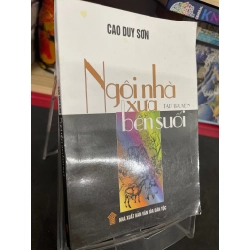 CAO DUY SƠN
Ngôi nhà
xưa
bên suối
NHÀ XUẤT BẢN VĂN HÓA DÂN TỘC